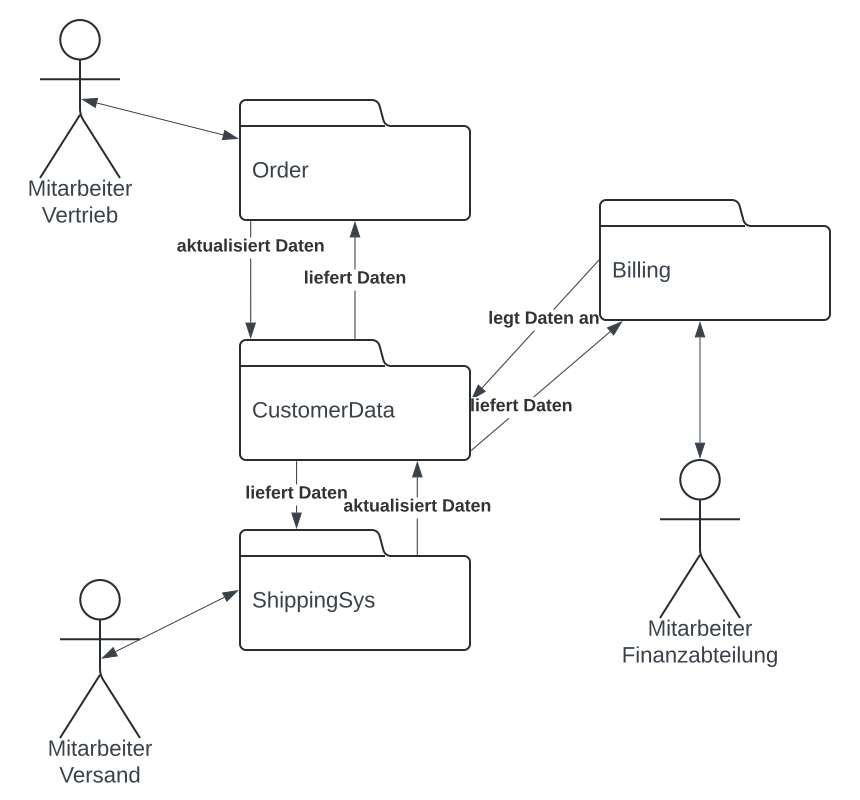 Mitarbeiter
Vertrieb
Order
aktualisiert Daten
liefert Daten
Billing
legt Daten an
CustomerData
liefert Daten
liefert Daten
aktualisiert Daten
ShippingSys
Mitarbeiter
Finanzabteilung
Mitarbeiter
Versand